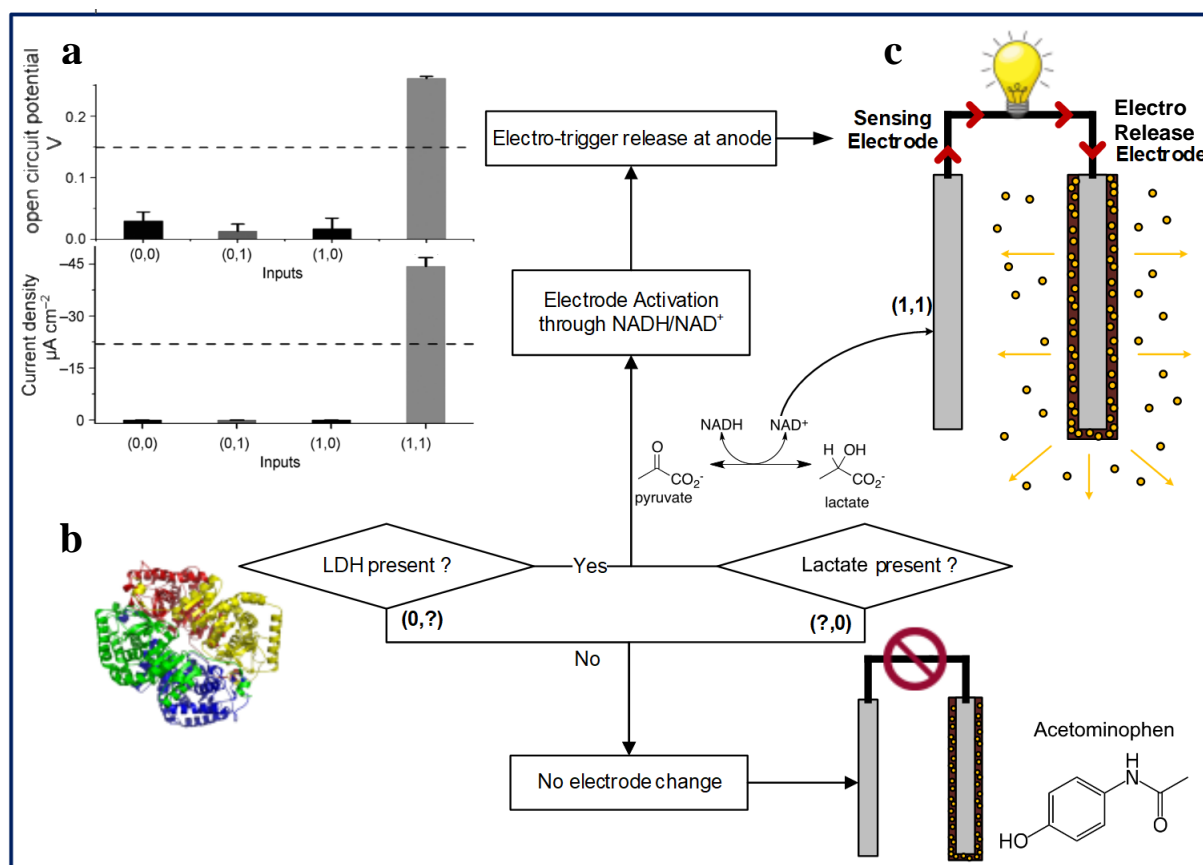 a
open circuit potential
V
0.2
0.1
0.0
(0,0)
(0,1)
(1,0)
Inputs
Current density
µA cm⁻²
−45
−30
−15
0
(0,0)
(0,1)
(1,0)
(1,1)
Inputs
Electro-trigger release at anode
Electrode Activation
through NADH/NAD⁺
c
Sensing
Electrode
Electro
Release
Electrode
(1,1)
NADH
NAD⁺
O
CO₂⁻
pyruvate
H
OH
CO₂⁻
lactate
b
LDH present ?
Yes
Lactate present ?
(0,?)
(?,0)
No
No electrode change
Acetominophen
H
N
O
HO